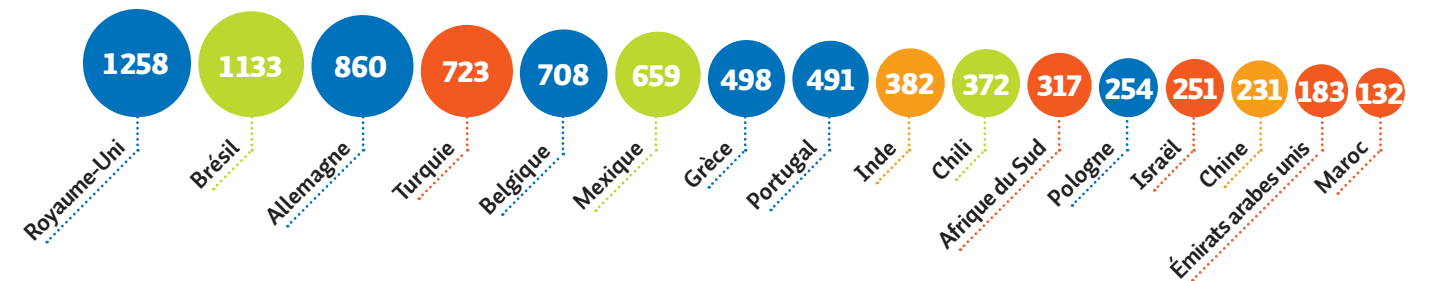 1258
1133
860
723
708
659
498
491
382
372
317
254
251
231
183
132
Royaume-Uni
Brésil
Allemagne
Turquie
Belgique
Mexique
Grèce
Portugal
Inde
Chili
Afrique du Sud
Pologne
Israël
Chine
Émirats arabes unis
Maroc